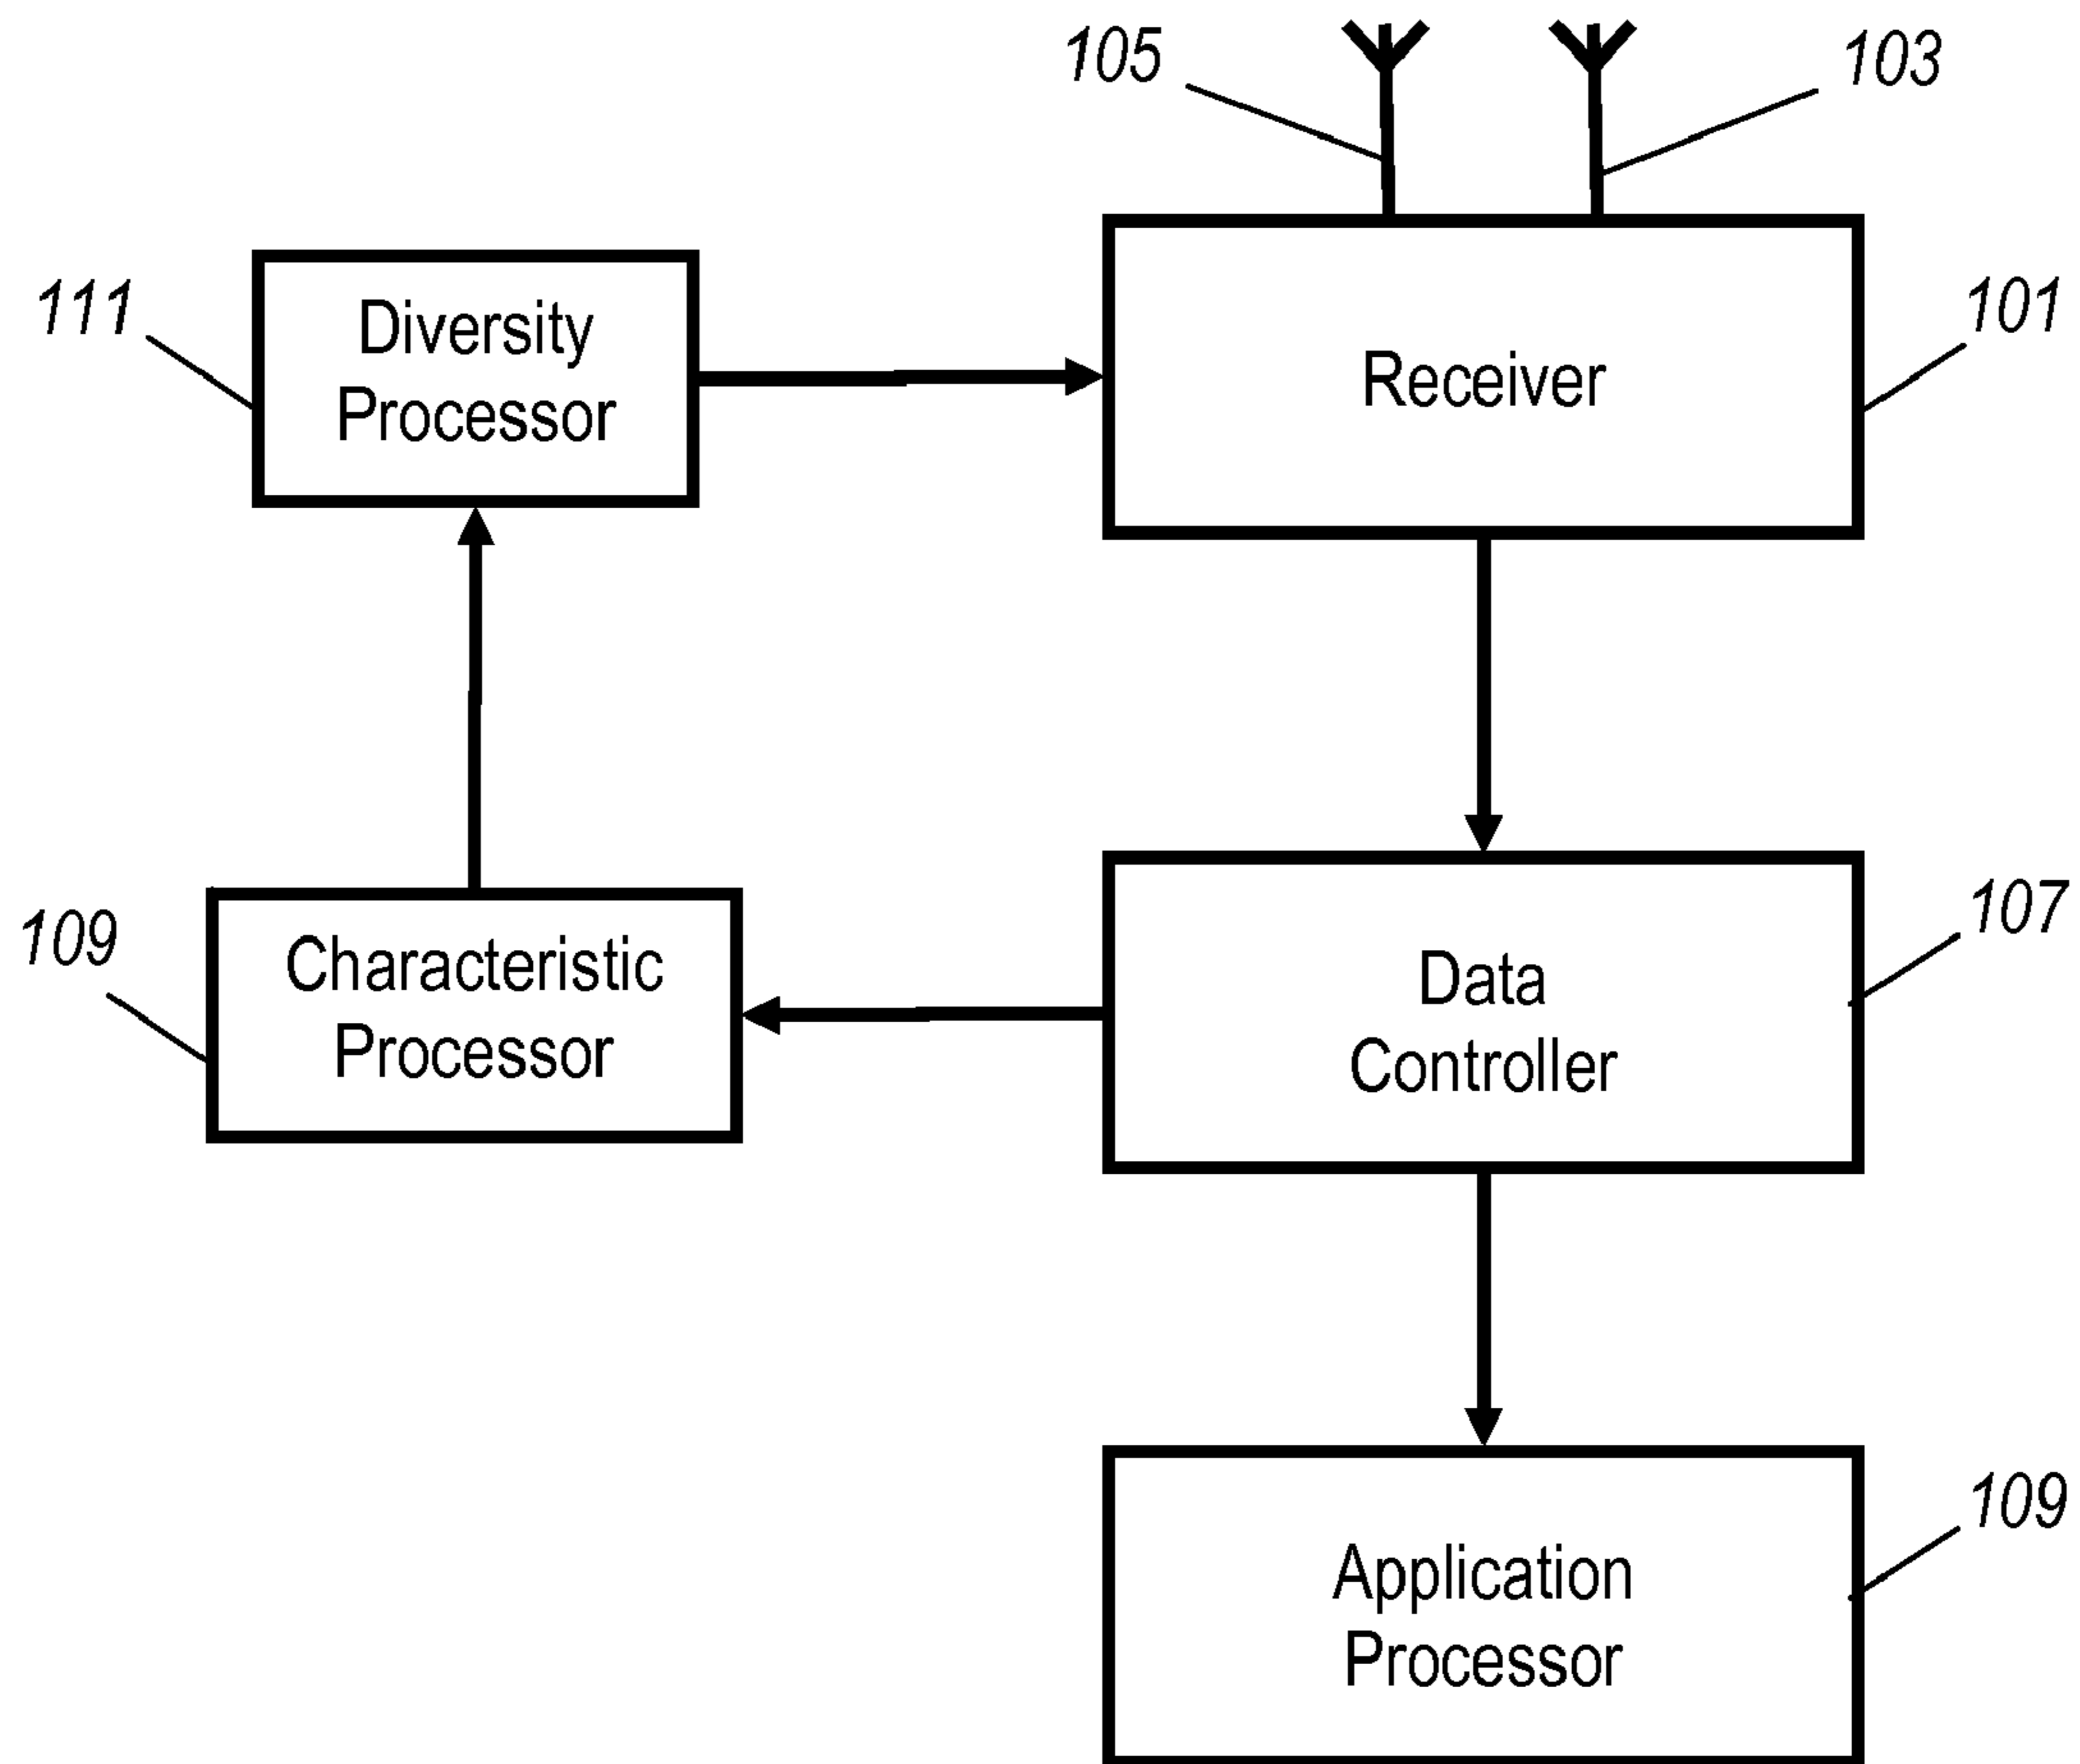 105
103
111
Diversity
Processor
Receiver
101
109
Characteristic
Processor
Data
Controller
107
Application
Processor
109